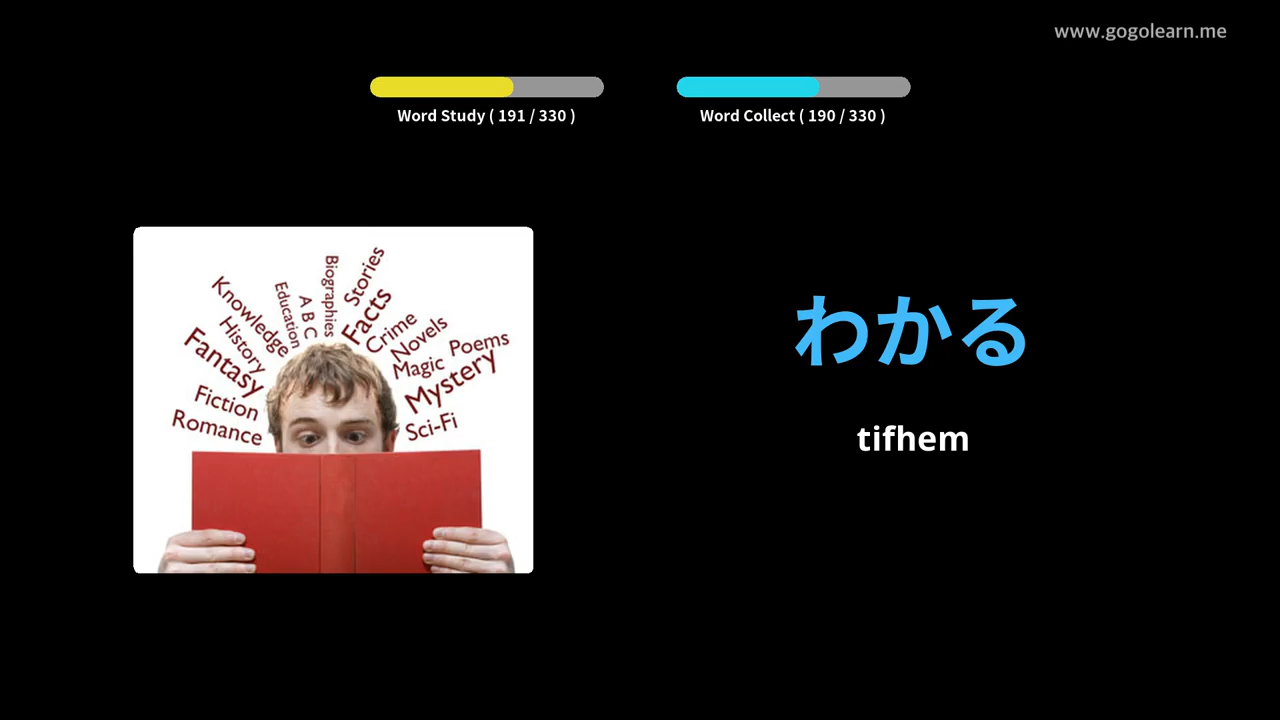 www.gogolearn.me
Word Study ( 191 / 330 )
Word Collect ( 190 / 330 )
Biographies
Stories
Education
A B C
Facts
Knowledge
Crime
History
Novels
Poems
Fantasy
Magic
Mystery
Fiction
Romance
Sci-Fi
わかる
tifhem